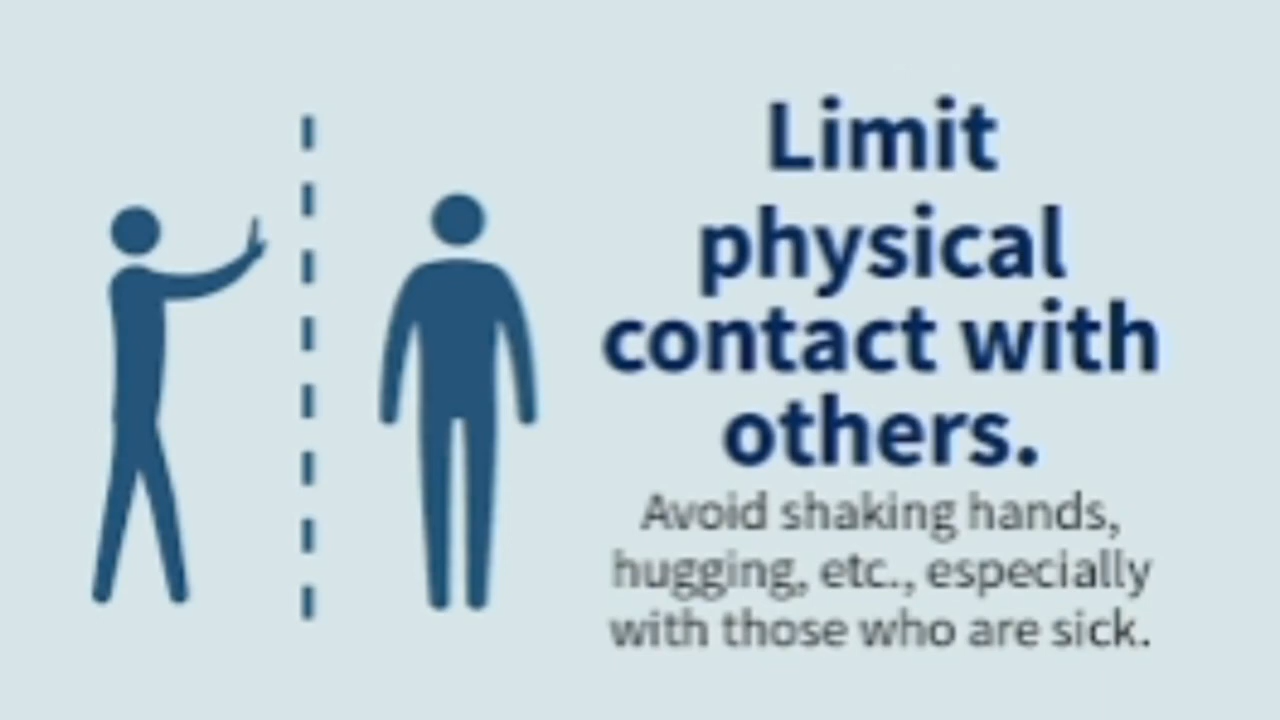 Limit
physical
contact with
others.
Avoid shaking hands,
hugging, etc., especially
with those who are sick.